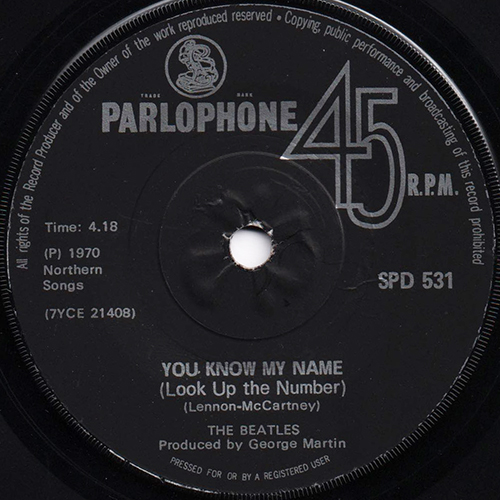 All rights of the Record Producer and of the Owner of the work reproduced reserved • Copying, public performance and broadcasting of this record prohibited
TRADE MARK
PARLOPHONE
45
R.P.M.
Time: 4.18
(P) 1970
Northern
Songs
(7YCE 21408)
SPD 531
YOU KNOW MY NAME
(Look Up the Number)
(Lennon-McCartney)
THE BEATLES
Produced by George Martin
PRESSED FOR OR BY A REGISTERED USER